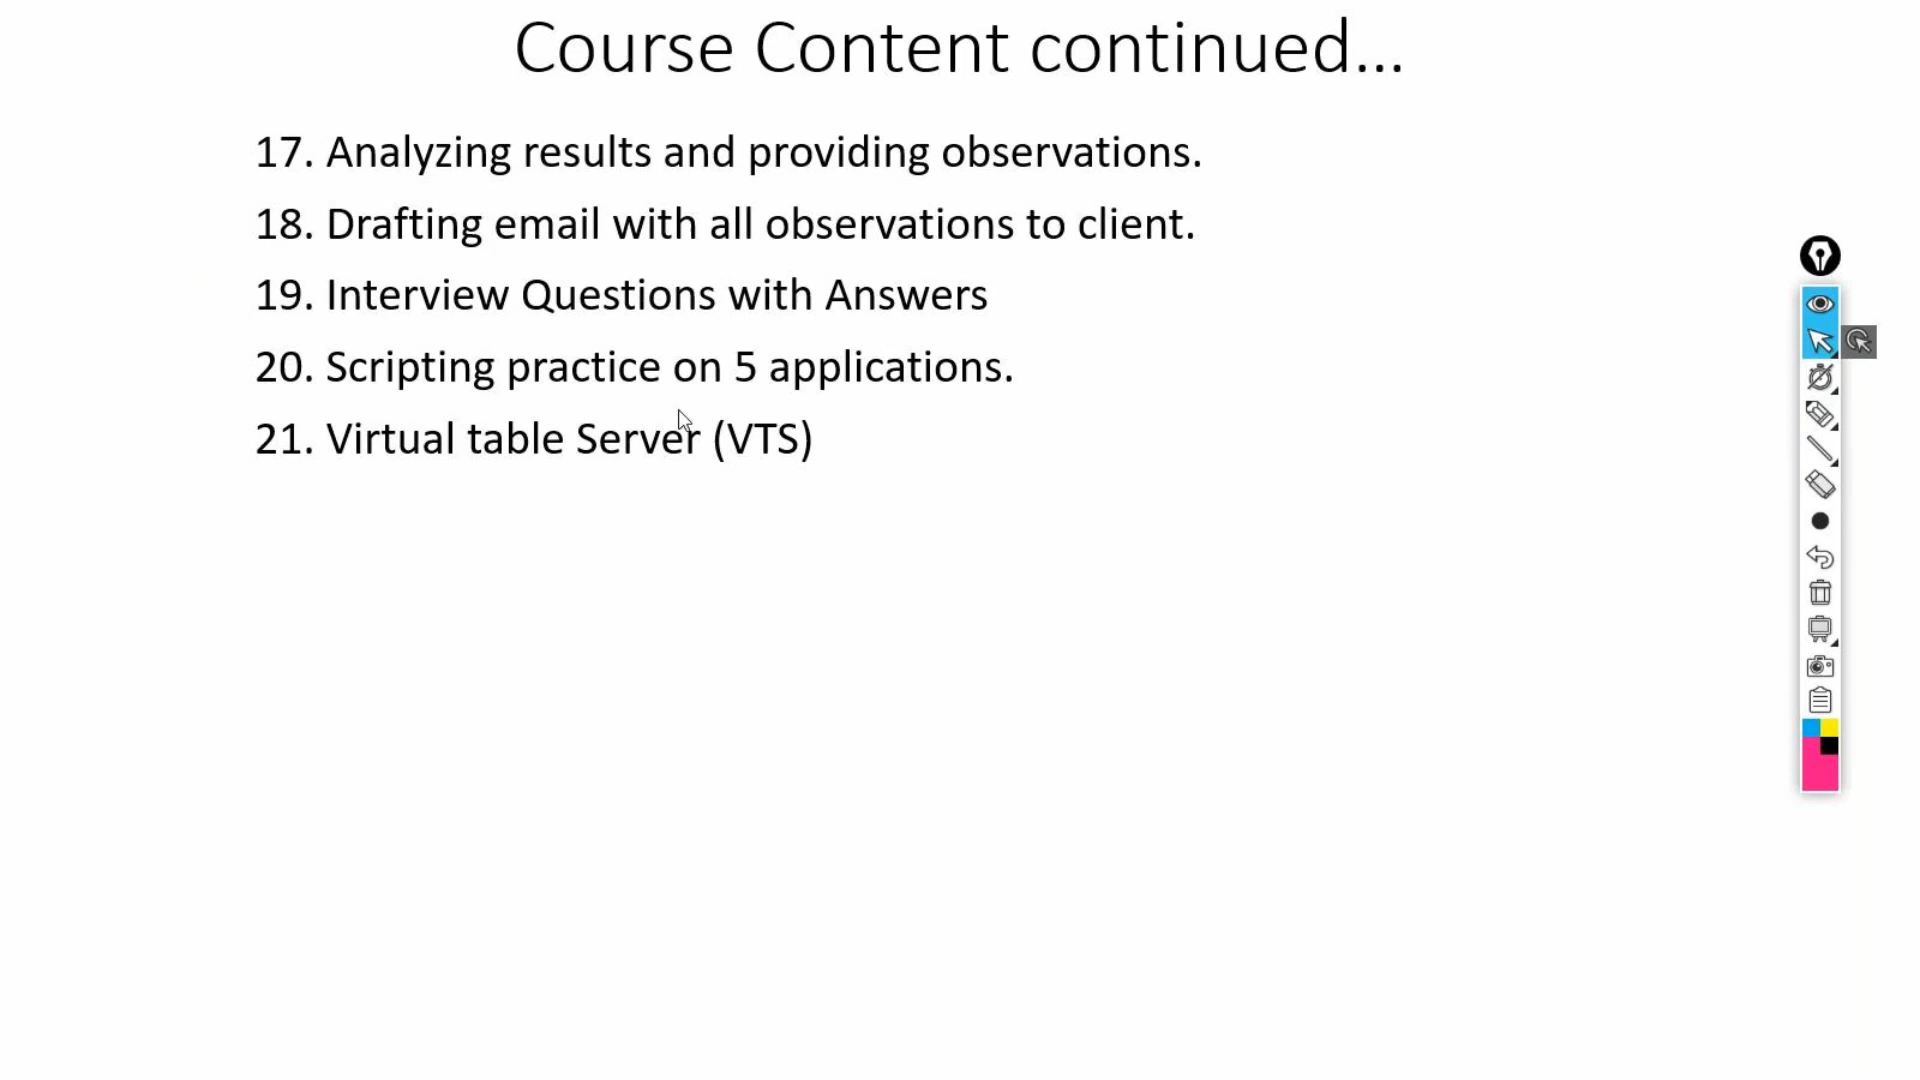 Course Content continued...
17. Analyzing results and providing observations.
18. Drafting email with all observations to client.
19. Interview Questions with Answers
20. Scripting practice on 5 applications.
21. Virtual table Server (VTS)